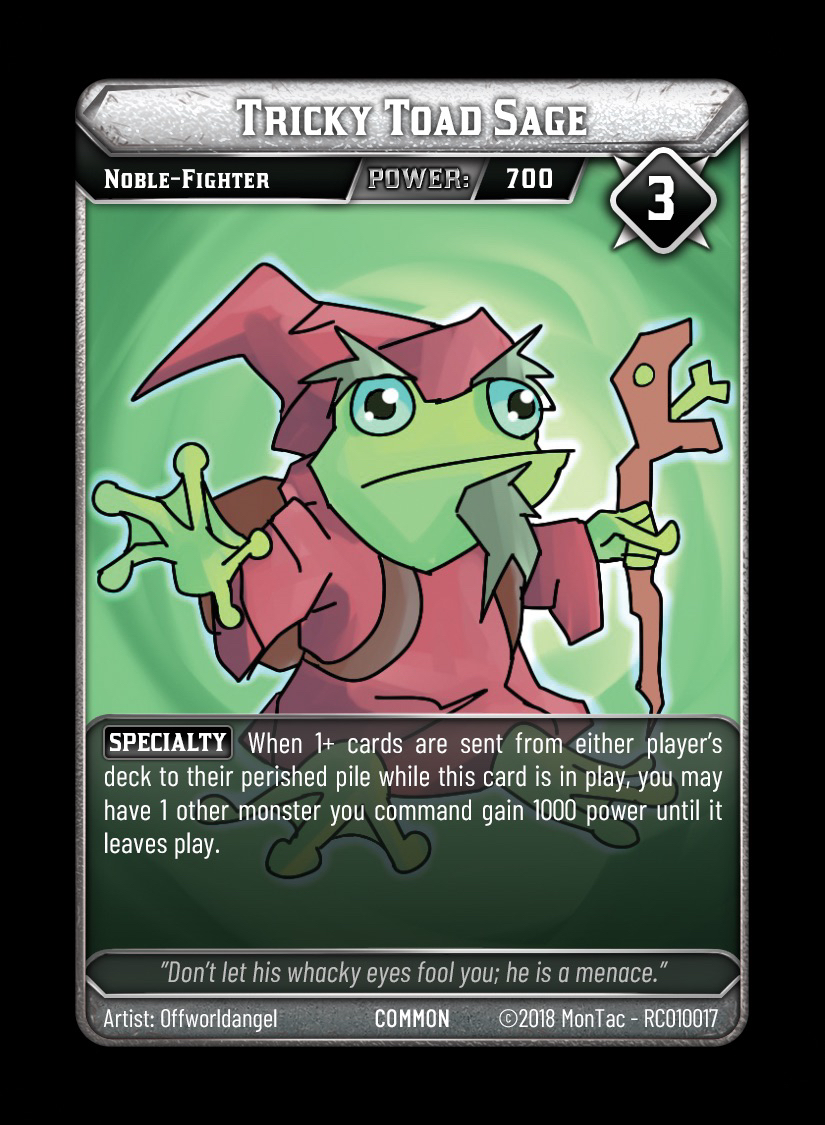 Tricky Toad Sage
Noble-Fighter POWER: 700
3
SPECIALTY When 1+ cards are sent from either player's
deck to their perished pile while this card is in play, you may
have 1 other monster you command gain 1000 power until it
leaves play.
"Don't let his whacky eyes fool you; he is a menace."
Artist: Offworldangel COMMON ©2018 MonTac - RC010017